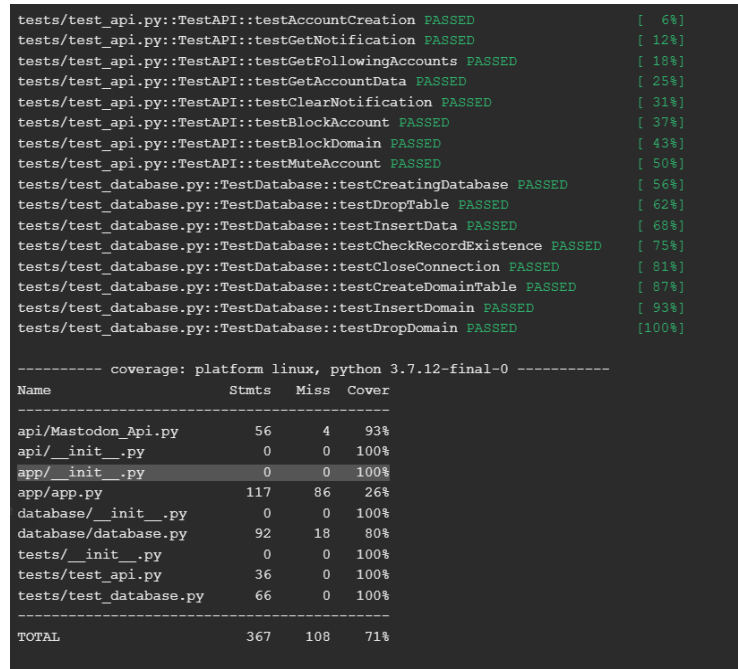 tests/test_api.py::TestAPI::testAccountCreation PASSED [ 6%]
tests/test_api.py::TestAPI::testGetNotification PASSED [ 12%]
tests/test_api.py::TestAPI::testGetFollowingAccounts PASSED [ 18%]
tests/test_api.py::TestAPI::testGetAccountData PASSED [ 25%]
tests/test_api.py::TestAPI::testClearNotification PASSED [ 31%]
tests/test_api.py::TestAPI::testBlockAccount PASSED [ 37%]
tests/test_api.py::TestAPI::testBlockDomain PASSED [ 43%]
tests/test_api.py::TestAPI::testMuteAccount PASSED [ 50%]
tests/test_database.py::TestDatabase::testCreatingDatabase PASSED [ 56%]
tests/test_database.py::TestDatabase::testDropTable PASSED [ 62%]
tests/test_database.py::TestDatabase::testInsertData PASSED [ 68%]
tests/test_database.py::TestDatabase::testCheckRecordExistence PASSED [ 75%]
tests/test_database.py::TestDatabase::testCloseConnection PASSED [ 81%]
tests/test_database.py::TestDatabase::testCreateDomainTable PASSED [ 87%]
tests/test_database.py::TestDatabase::testInsertDomain PASSED [ 93%]
tests/test_database.py::TestDatabase::testDropDomain PASSED [100%]
---------- coverage: platform linux, python 3.7.12-final-0 -----------
Name Stmts Miss Cover
-------------------------------------------
api/Mastodon_Api.py 56 4 93%
api/__init__.py 0 0 100%
app/__init__.py 0 0 100%
app/app.py 117 86 26%
database/__init__.py 0 0 100%
database/database.py 92 18 80%
tests/__init__.py 0 0 100%
tests/test_api.py 36 0 100%
tests/test_database.py 66 0 100%
-------------------------------------------
TOTAL 367 108 71%